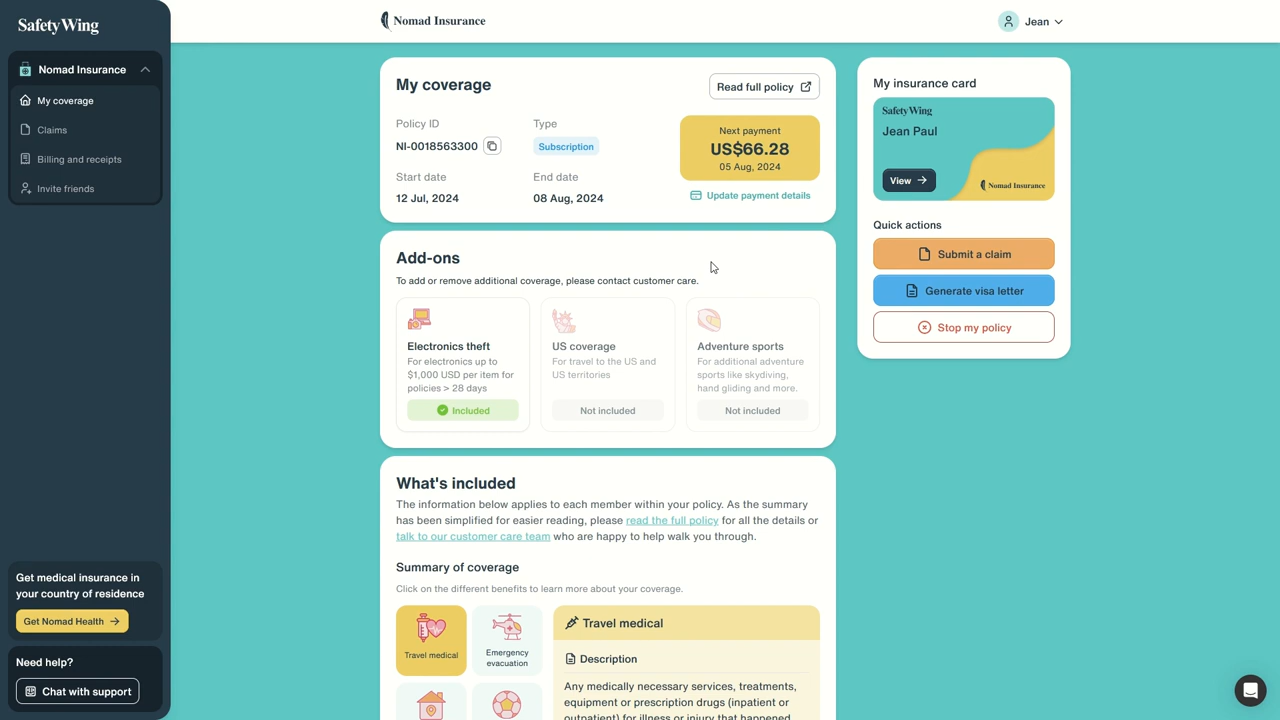 SafetyWing
Nomad Insurance
My coverage
Claims
Billing and receipts
Invite friends
Get medical insurance in
your country of residence
Get Nomad Health →
Need help?
Chat with support
Nomad Insurance
Jean
My coverage
Read full policy
Policy ID
NI-0018563300
Type
Subscription
Start date
12 Jul, 2024
End date
08 Aug, 2024
Next payment
US$66.28
05 Aug, 2024
Update payment details
Add-ons
To add or remove additional coverage, please contact customer care.
Electronics theft
For electronics up to
$1,000 USD per item for
policies > 28 days
Included
US coverage
For travel to the US and
US territories
Not included
Adventure sports
For additional adventure
sports like skydiving,
hand gliding and more.
Not included
What's included
The information below applies to each member within your policy. As the summary
has been simplified for easier reading, please read the full policy for all the details or
talk to our customer care team who are happy to help walk you through.
Summary of coverage
Click on the different benefits to learn more about your coverage.
Travel medical
Emergency
evacuation
Travel medical
Description
Any medically necessary services, treatments,
equipment or prescription drugs (inpatient or
outpatient) for illness or injury that happened
My insurance card
SafetyWing
Jean Paul
View →
Nomad Insurance
Quick actions
Submit a claim
Generate visa letter
Stop my policy